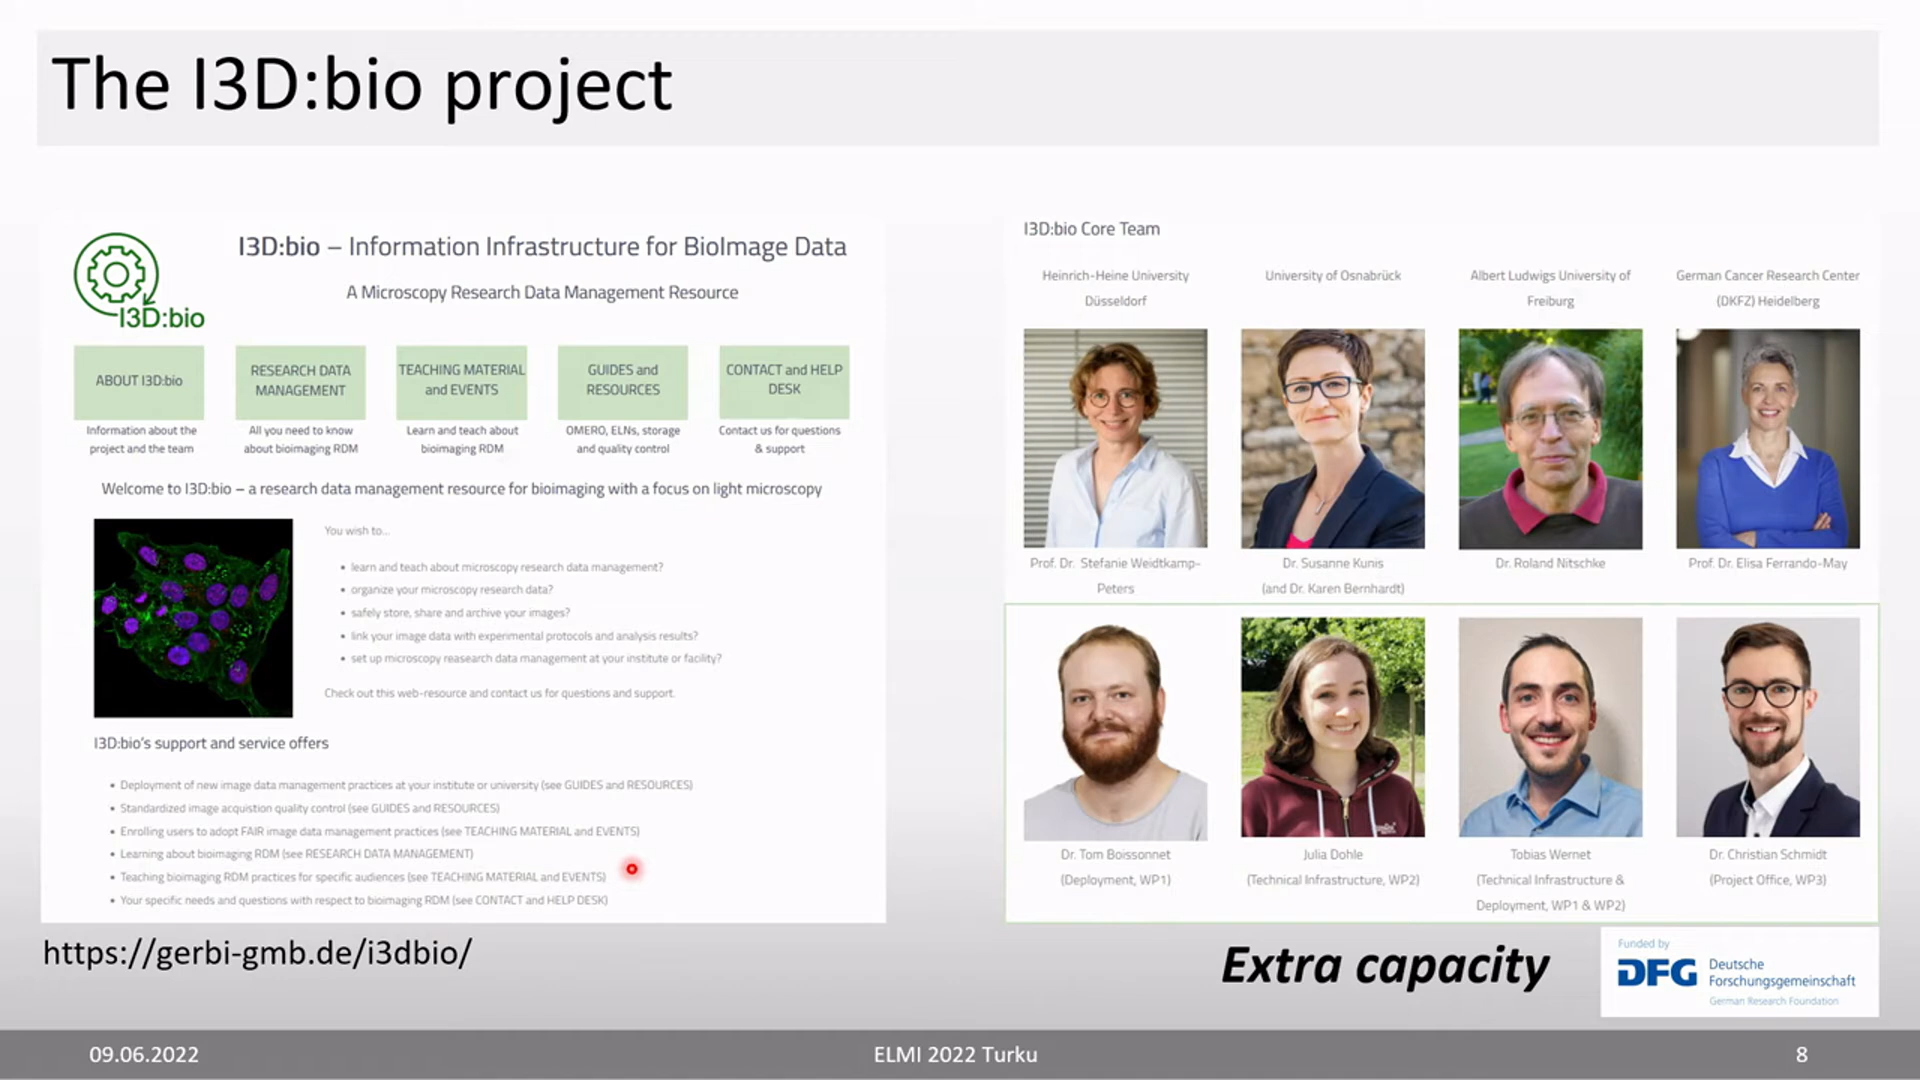 The I3D:bio project
I3D:bio
I3D:bio – Information Infrastructure for BioImage Data
A Microscopy Research Data Management Resource
ABOUT I3D:bio
Information about the
project and the team
RESEARCH DATA
MANAGEMENT
All you need to know
about bioimaging RDM
TEACHING MATERIAL
and EVENTS
Learn and teach about
bioimaging RDM
GUIDES and
RESOURCES
OMERO, ELNs, storage
and quality control
CONTACT and HELP
DESK
Contact us for questions
& support
Welcome to I3D:bio – a research data management resource for bioimaging with a focus on light microscopy
You wish to...
• learn and teach about microscopy research data management?
• organize your microscopy research data?
• safely store, share and archive your images?
• link your image data with experimental protocols and analysis results?
• set up microscopy reasearch data management at your institute or facility?
Check out this web-resource and contact us for questions and support.
I3D:bio's support and service offers
• Deployment of new image data management practices at your institute or university (see GUIDES and RESOURCES)
• Standardized image acquistion quality control (see GUIDES and RESOURCES)
• Enrolling users to adopt FAIR image data management practices (see TEACHING MATERIAL and EVENTS)
• Learning about bioimaging RDM (see RESEARCH DATA MANAGEMENT)
• Teaching bioimaging RDM practices for specific audiences (see TEACHING MATERIAL and EVENTS)
• Your specific needs and questions with respect to bioimaging RDM (see CONTACT and HELP DESK)
https://gerbi-gmb.de/i3dbio/
I3D:bio Core Team
Heinrich-Heine University
Düsseldorf
University of Osnabrück
Albert Ludwigs University of
Freiburg
German Cancer Research Center
(DKFZ) Heidelberg
Prof. Dr. Stefanie Weidtkamp-
Peters
Dr. Susanne Kunis
(and Dr. Karen Bernhardt)
Dr. Roland Nitschke
Prof. Dr. Elisa Ferrando-May
Dr. Tom Boissonnet
(Deployment, WP1)
Julia Dohle
(Technical Infrastructure, WP2)
Tobias Wernet
(Technical Infrastructure &
Deployment, WP1 & WP2)
Dr. Christian Schmidt
(Project Office, WP3)
Extra capacity
Funded by
DFG
Deutsche
Forschungsgemeinschaft
German Research Foundation
09.06.2022
ELMI 2022 Turku
8